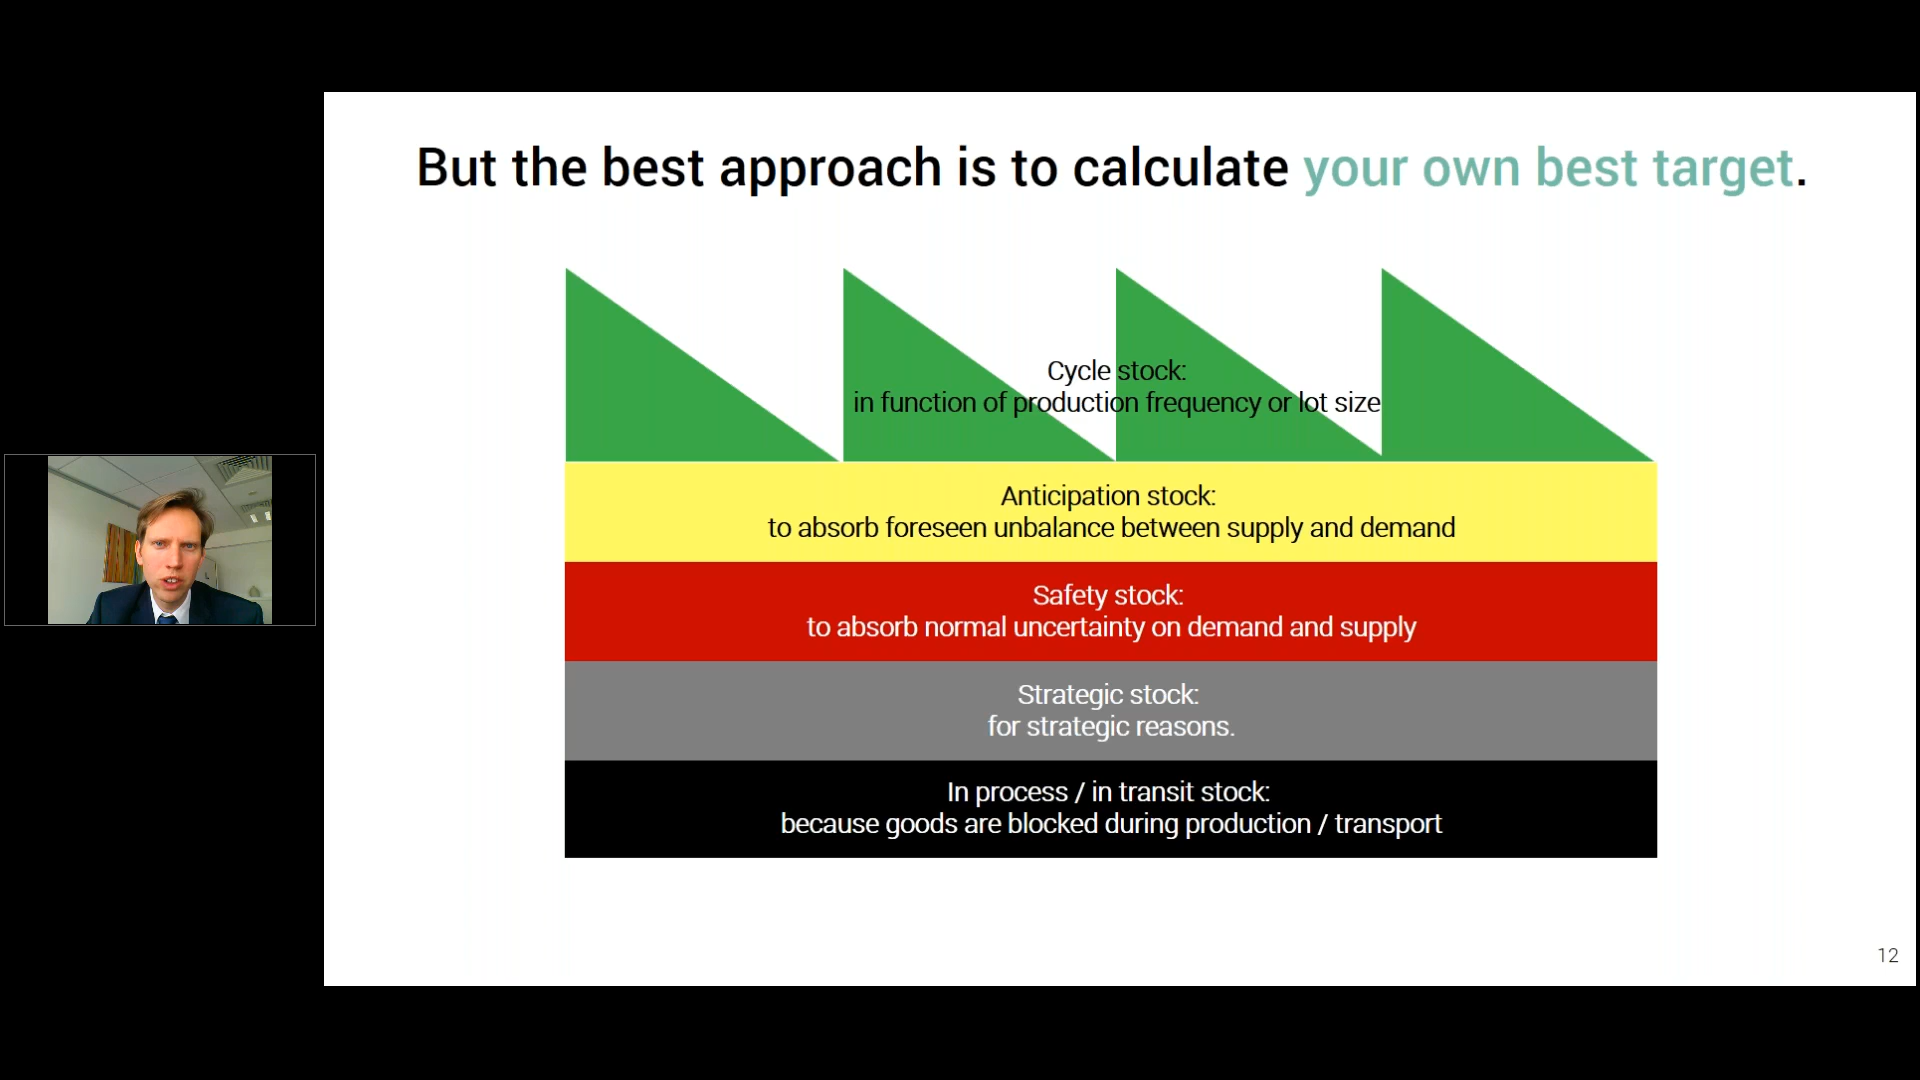 But the best approach is to calculate your own best target.
Cycle stock:
in function of production frequency or lot size
Anticipation stock:
to absorb foreseen unbalance between supply and demand
Safety stock:
to absorb normal uncertainty on demand and supply
Strategic stock:
for strategic reasons.
In process / in transit stock:
because goods are blocked during production / transport
12